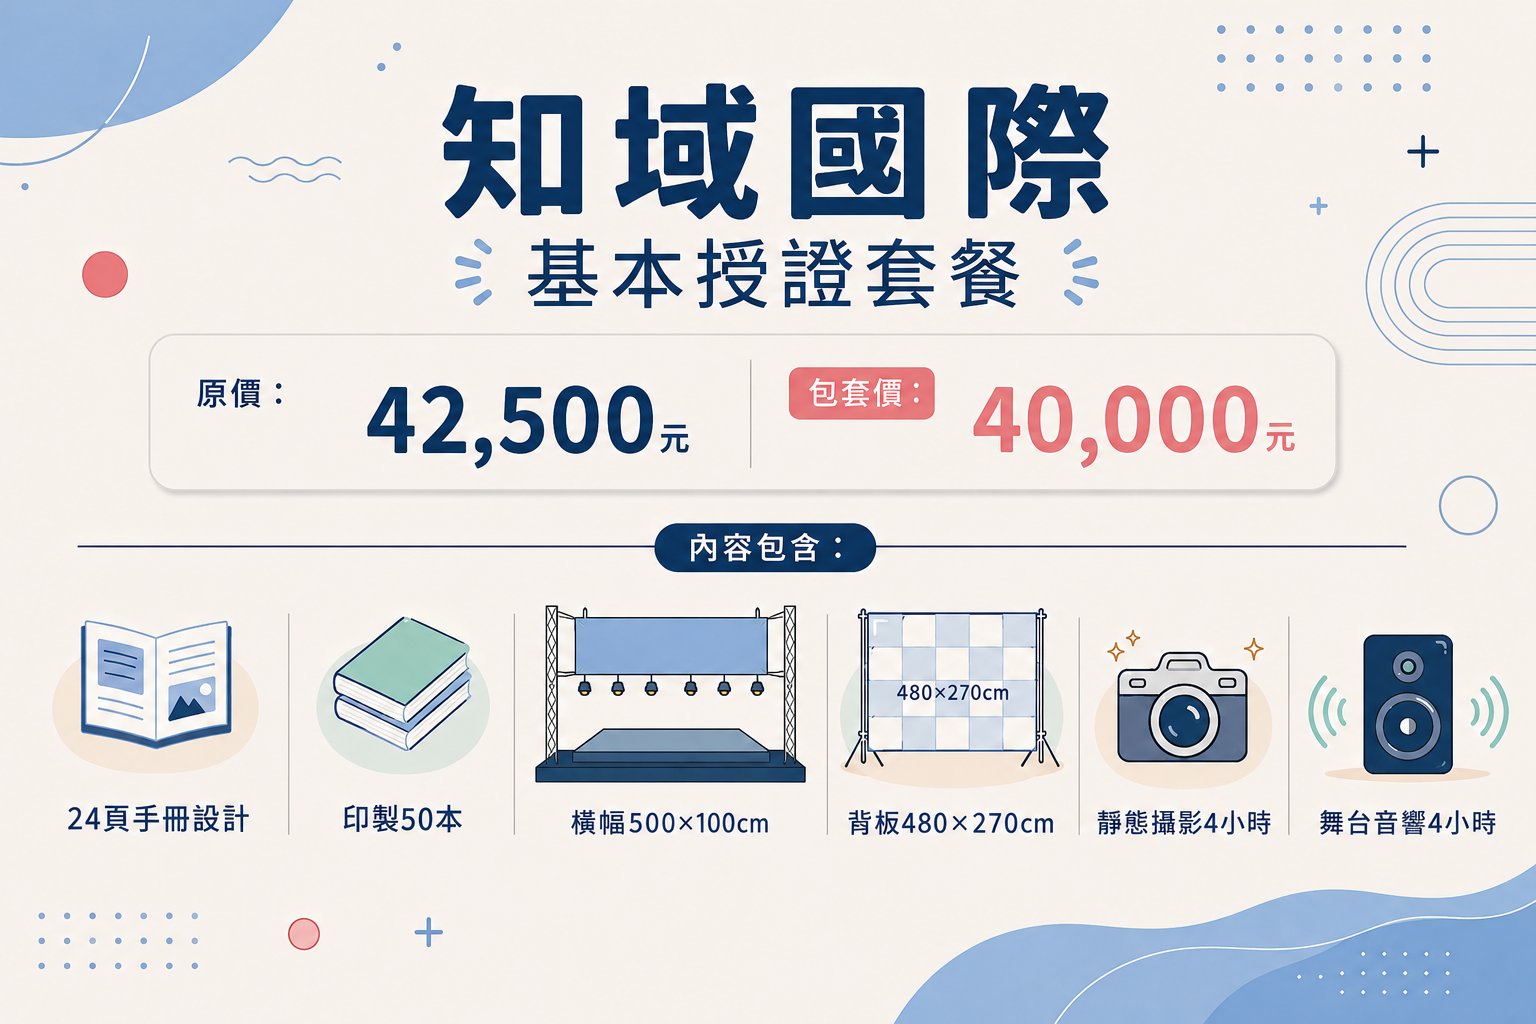 知域國際
基本授證套餐
原價：
42,500元
包套價：
40,000元
內容包含：
480×270cm
24頁手冊設計
印製50本
橫幅500×100cm
背板480×270cm
靜態攝影4小時
舞台音響4小時